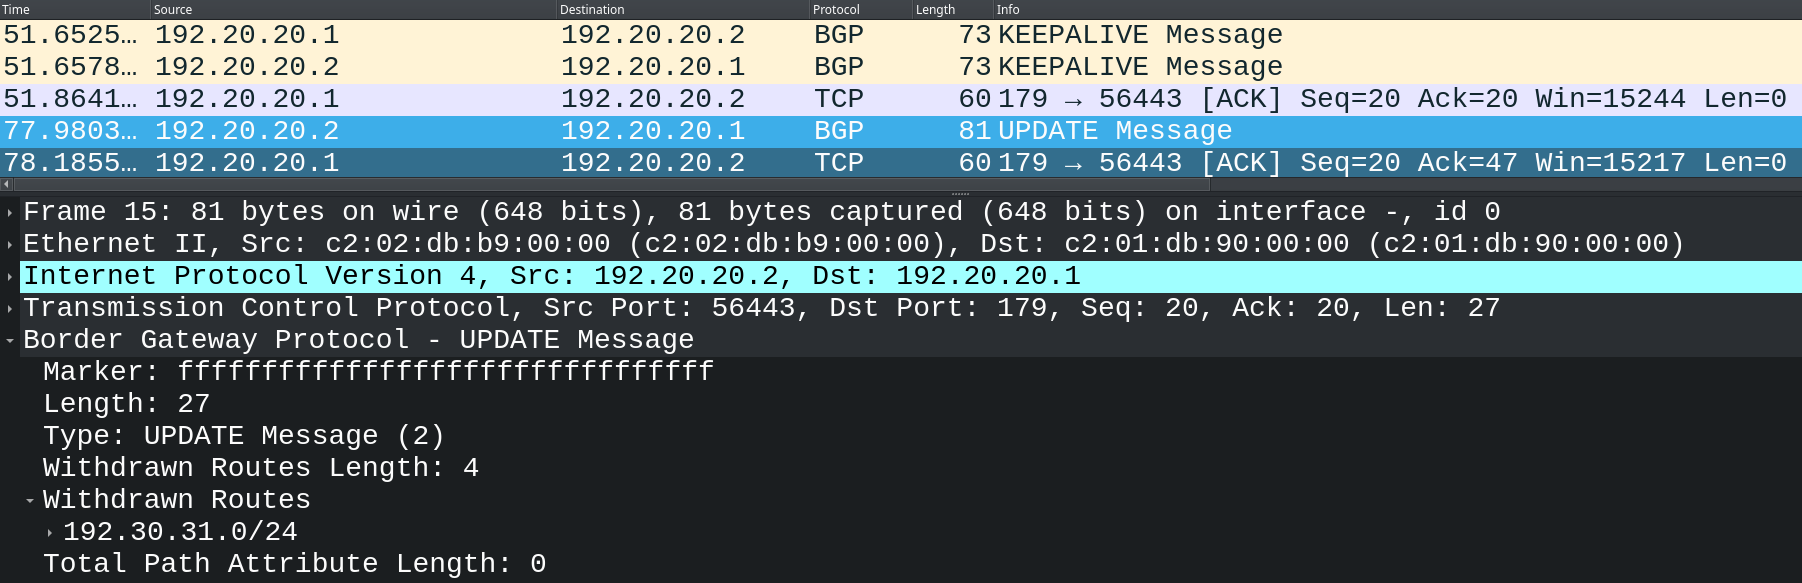 Time Source Destination Protocol Length Info
51.6525… 192.20.20.1 192.20.20.2 BGP 73 KEEPALIVE Message
51.6578… 192.20.20.2 192.20.20.1 BGP 73 KEEPALIVE Message
51.8641… 192.20.20.1 192.20.20.2 TCP 60 179 → 56443 [ACK] Seq=20 Ack=20 Win=15244 Len=0
77.9803… 192.20.20.2 192.20.20.1 BGP 81 UPDATE Message
78.1855… 192.20.20.1 192.20.20.2 TCP 60 179 → 56443 [ACK] Seq=20 Ack=47 Win=15217 Len=0
Frame 15: 81 bytes on wire (648 bits), 81 bytes captured (648 bits) on interface -, id 0
Ethernet II, Src: c2:02:db:b9:00:00 (c2:02:db:b9:00:00), Dst: c2:01:db:90:00:00 (c2:01:db:90:00:00)
Internet Protocol Version 4, Src: 192.20.20.2, Dst: 192.20.20.1
Transmission Control Protocol, Src Port: 56443, Dst Port: 179, Seq: 20, Ack: 20, Len: 27
Border Gateway Protocol - UPDATE Message
Marker: ffffffffffffffffffffffffffffffff
Length: 27
Type: UPDATE Message (2)
Withdrawn Routes Length: 4
Withdrawn Routes
192.30.31.0/24
Total Path Attribute Length: 0